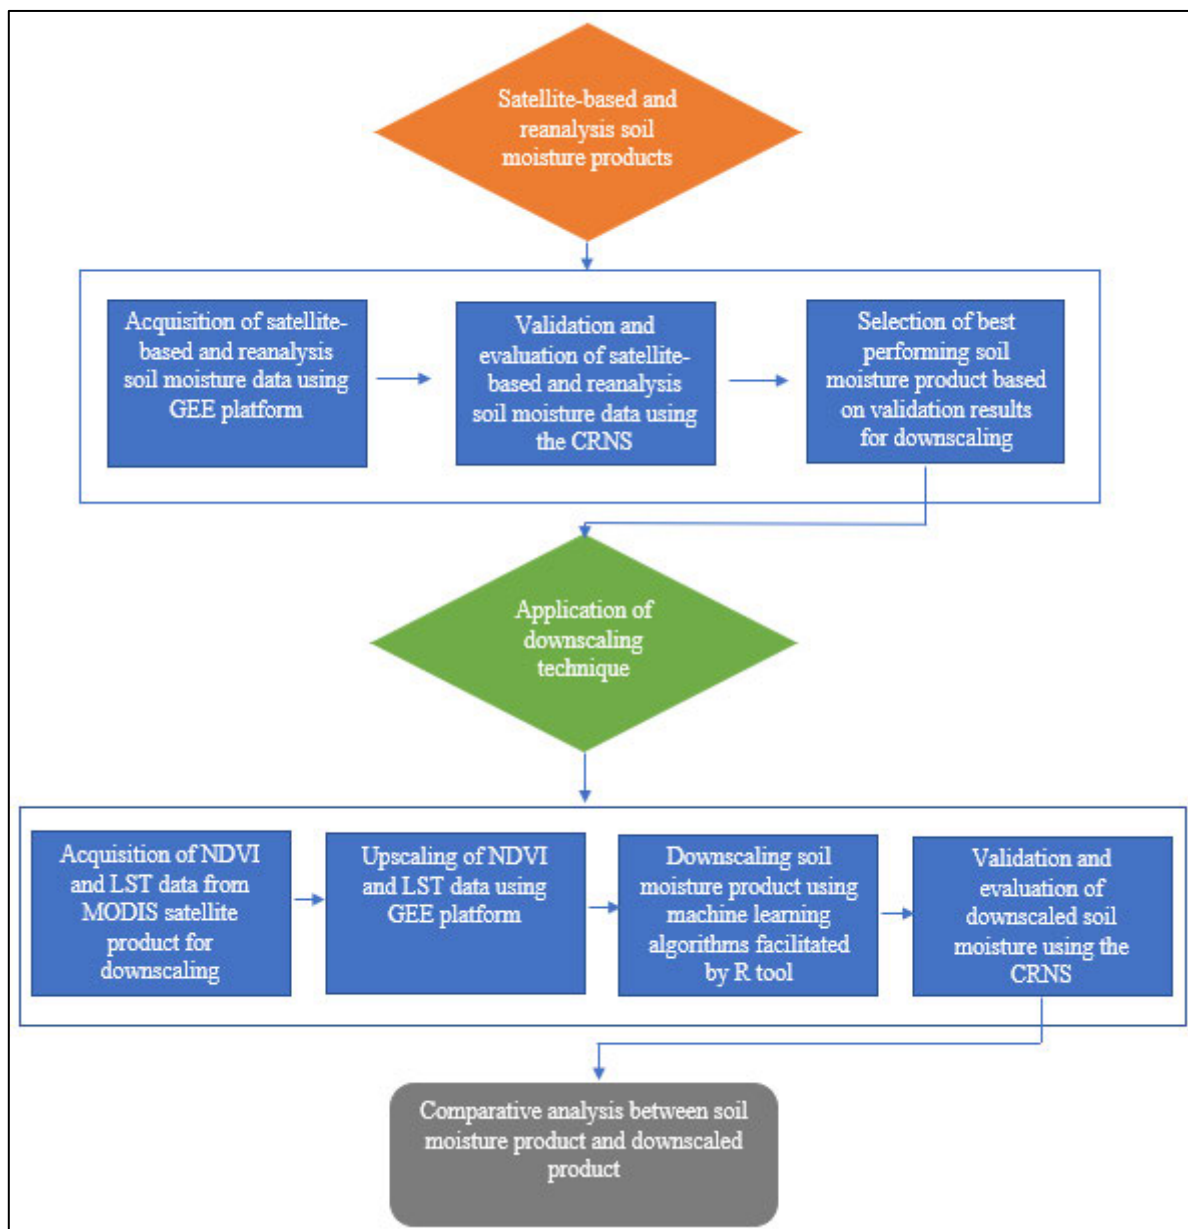 Satellite-based and
reanalysis soil
moisture products
Acquisition of satellite-
based and reanalysis
soil moisture data using
GEE platform
Validation and
evaluation of satellite-
based and reanalysis
soil moisture data using
the CRNS
Selection of best
performing soil
moisture product based
on validation results
for downscaling
Application of
downscaling
technique
Acquisition of NDVI
and LST data from
MODIS satellite
product for
downscaling
Upscaling of NDVI
and LST data using
GEE platform
Downscaling soil
moisture product using
machine learning
algorithms facilitated
by R tool
Validation and
evaluation of
downscaled soil
moisture using the
CRNS
Comparative analysis between soil
moisture product and downscaled
product